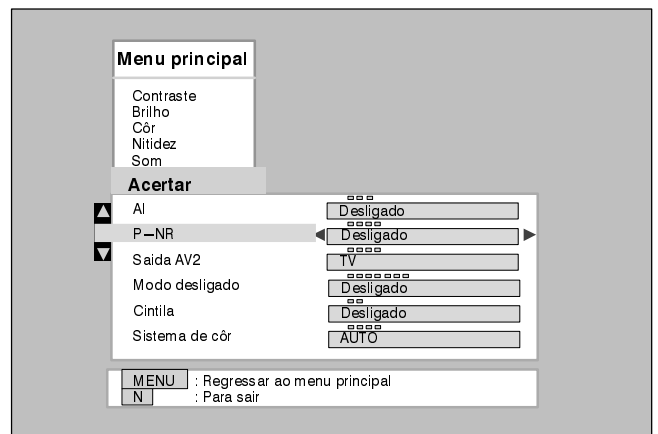 Menu principal
Contraste
Brilho
Côr
Nitidez
Som
Acertar
AI Desligado
P–NR Desligado
Saida AV2 TV
Modo desligado Desligado
Cintila Desligado
Sistema de côr AUTO
MENU : Regressar ao menu principal
N : Para sair